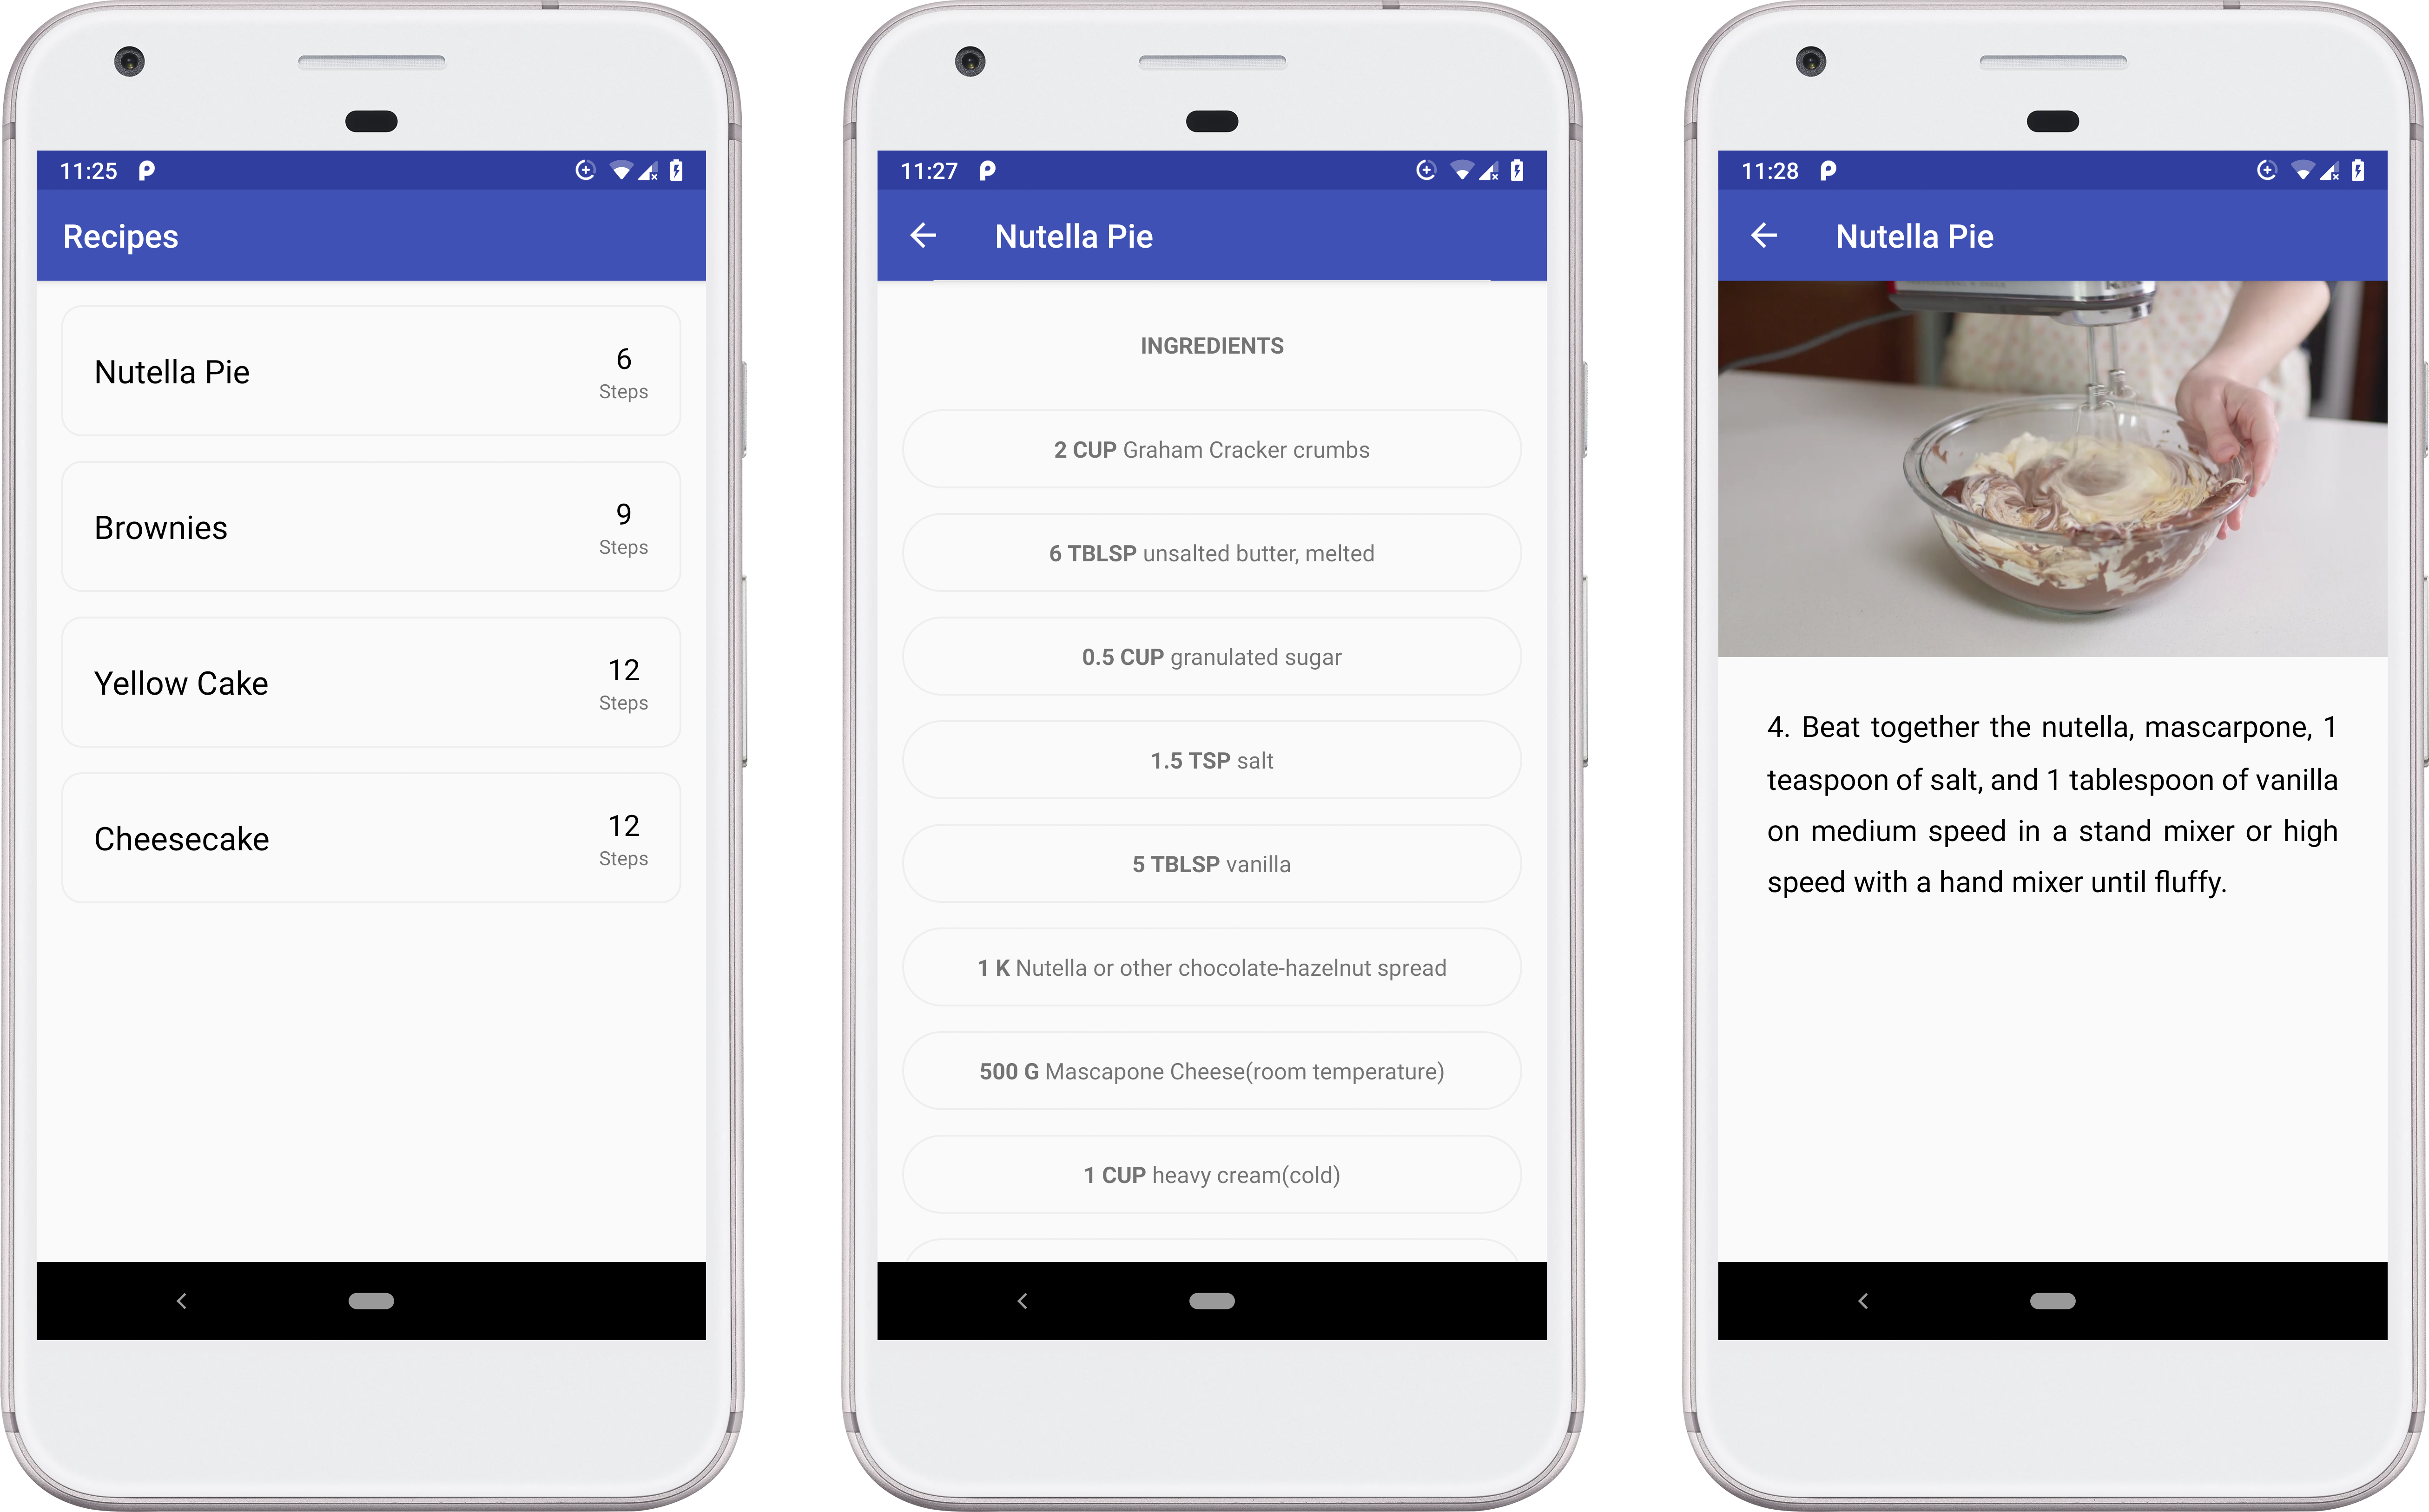 11:25
Recipes
Nutella Pie
6
Steps
Brownies
9
Steps
Yellow Cake
12
Steps
Cheesecake
12
Steps
11:27
Nutella Pie
INGREDIENTS
2 CUP Graham Cracker crumbs
6 TBLSP unsalted butter, melted
0.5 CUP granulated sugar
1.5 TSP salt
5 TBLSP vanilla
1 K Nutella or other chocolate-hazelnut spread
500 G Mascapone Cheese(room temperature)
1 CUP heavy cream(cold)
11:28
Nutella Pie
4. Beat together the nutella, mascarpone, 1
teaspoon of salt, and 1 tablespoon of vanilla
on medium speed in a stand mixer or high
speed with a hand mixer until fluffy.